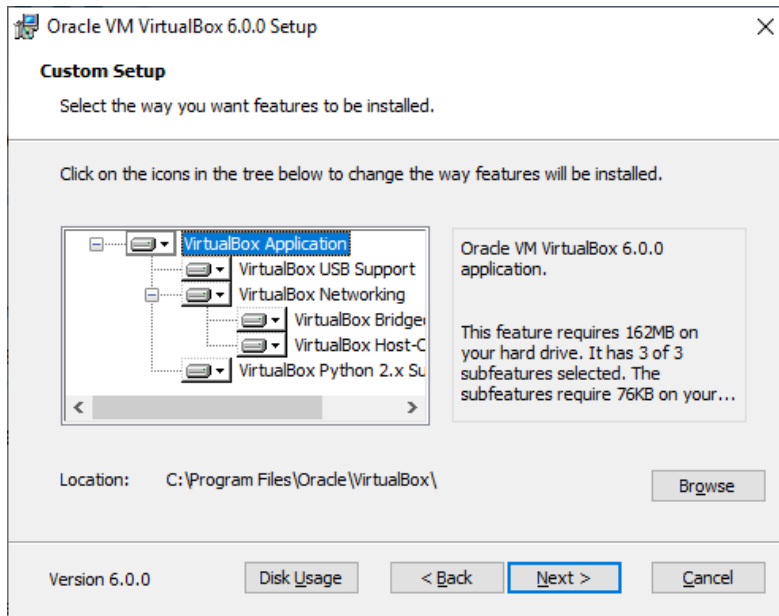 Oracle VM VirtualBox 6.0.0 Setup
Custom Setup
Select the way you want features to be installed.
Click on the icons in the tree below to change the way features will be installed.
VirtualBox Application
VirtualBox USB Support
VirtualBox Networking
VirtualBox Bridge
VirtualBox Host-C
VirtualBox Python 2.x Su
Oracle VM VirtualBox 6.0.0
application.
This feature requires 162MB on
your hard drive. It has 3 of 3
subfeatures selected. The
subfeatures require 76KB on your...
Location: C:\Program Files\Oracle\VirtualBox\
Browse
Version 6.0.0
Disk Usage
< Back
Next >
Cancel